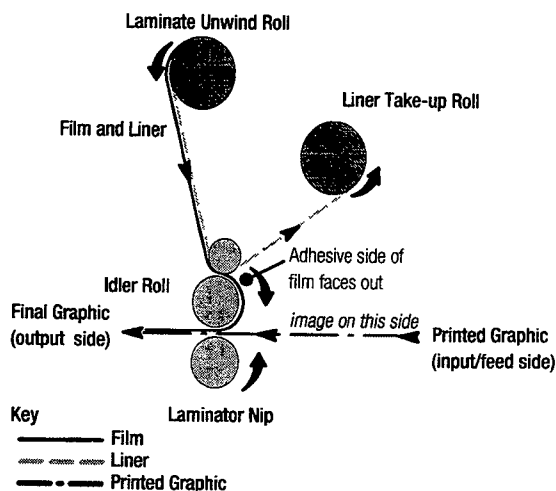 Laminate Unwind Roll
Liner Take-up Roll
Film and Liner
Adhesive side of
film faces out
Idler Roll
Final Graphic
(output side)
image on this side
Printed Graphic
(input/feed side)
Laminator Nip
Key
Film
Liner
Printed Graphic